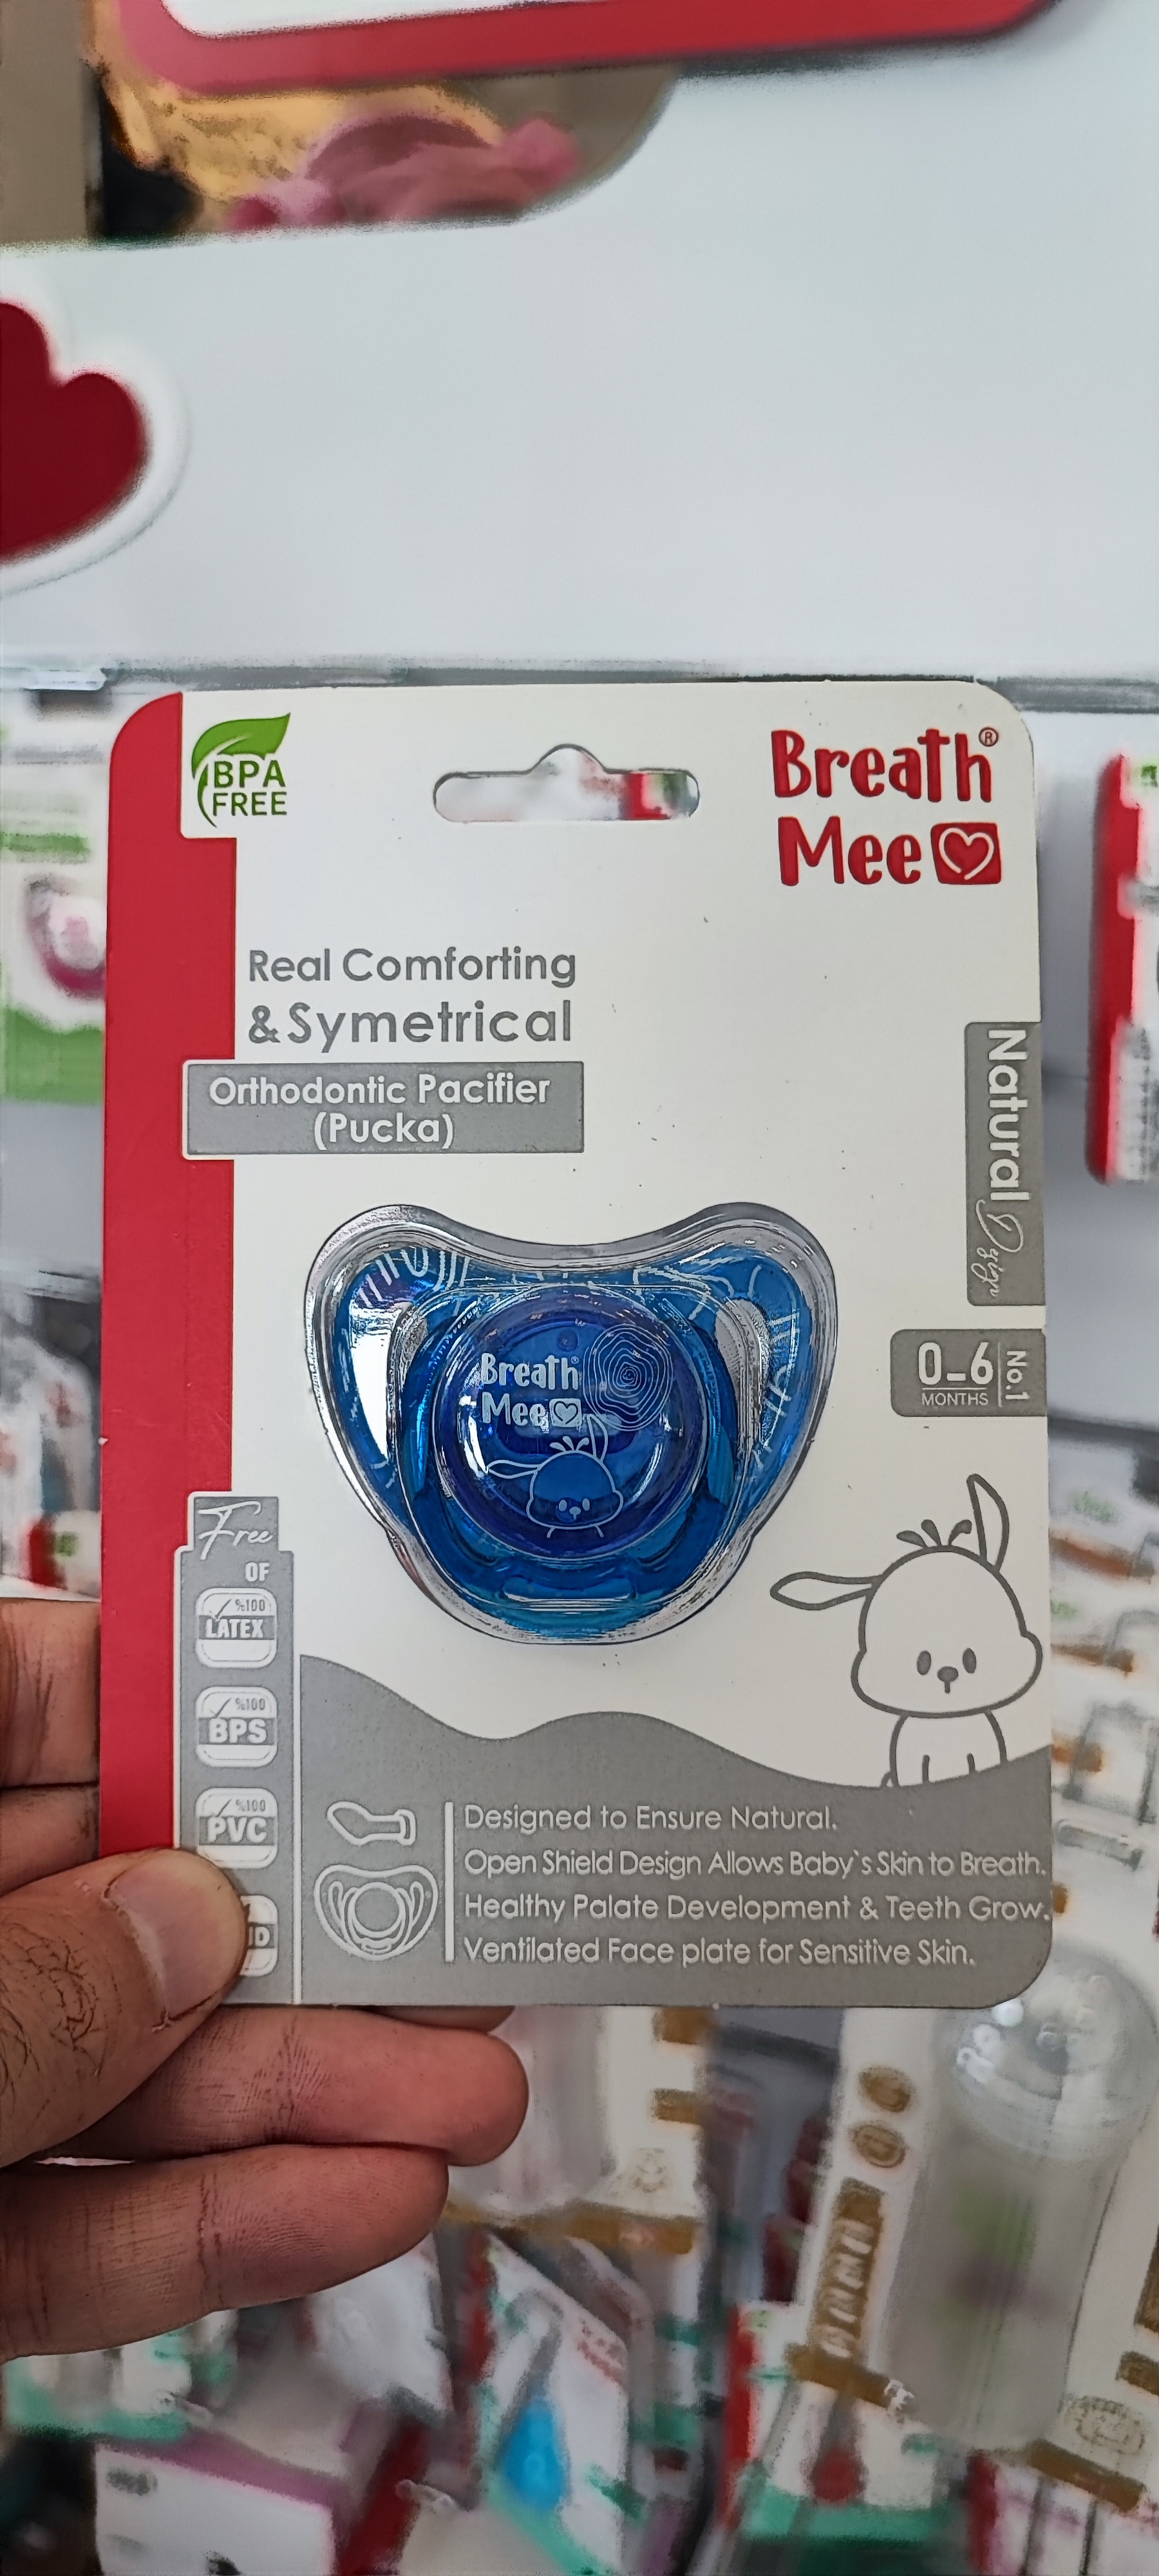 BPA
FREE
Breath®
Mee
Real Comforting
&Symetrical
Orthodontic Pacifier
(Pucka)
Natural Design
0_6
MONTHS
No.1
Breath
Mee
Free
OF
%100
LATEX
%100
BPS
%100
PVC
Designed to Ensure Natural.
Open Shield Design Allows Baby`s Skin to Breath.
Healthy Palate Development & Teeth Grow.
Ventilated Face plate for Sensitive Skin.